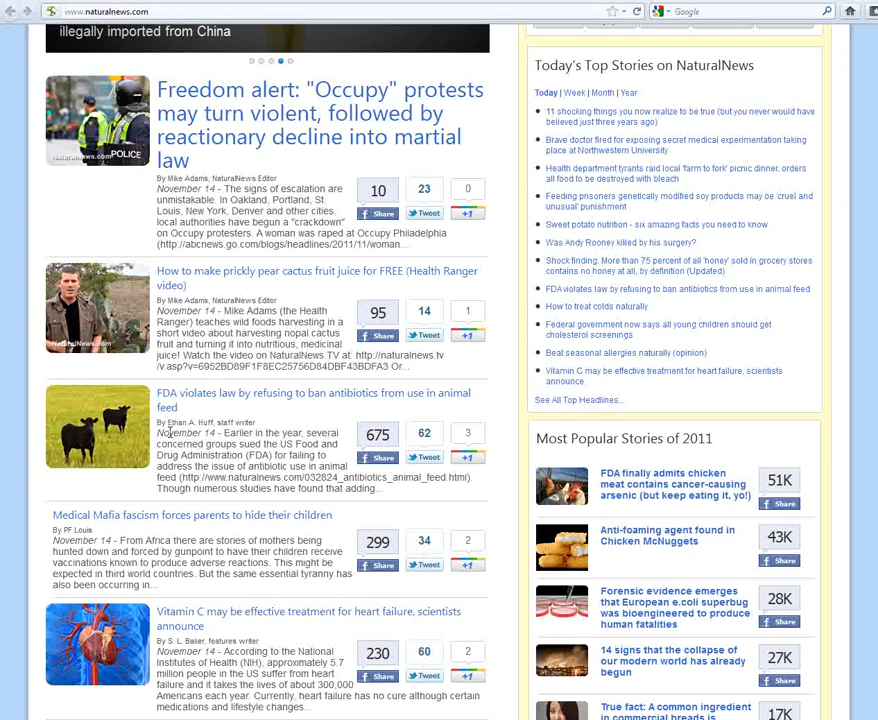 www.naturalnews.com
Google
illegally imported from China
Freedom alert: "Occupy" protests
may turn violent, followed by
reactionary decline into martial
law
By Mike Adams, NaturalNews Editor
November 14 - The signs of escalation are
unmistakable. In Oakland, Portland, St.
Louis, New York, Denver and other cities,
local authorities have begun a "crackdown"
on Occupy protesters. A woman was raped at Occupy Philadelphia
(http://abcnews.go.com/blogs/headlines/2011/11/woman...
POLICE
NaturalNews.com
10 23 0
Share Tweet +1
How to make prickly pear cactus fruit juice for FREE (Health Ranger
video)
By Mike Adams, NaturalNews Editor
November 14 - Mike Adams (the Health
Ranger) teaches wild foods harvesting in a
short video about harvesting nopal cactus
fruit and turning it into nutritious, medicinal
juice! Watch the video on NaturalNews.TV at: http://naturalnews.tv
/v.asp?v=6952BD89F1F8EC25756D84DBF43BDFA3 Or...
NaturalNews.com
95 14 1
Share Tweet +1
FDA violates law by refusing to ban antibiotics from use in animal
feed
By Ethan A. Huff, staff writer
November 14 - Earlier in the year, several
concerned groups sued the US Food and
Drug Administration (FDA) for failing to
address the issue of antibiotic use in animal
feed (http://www.naturalnews.com/032824_antibiotics_animal_feed.html)
Though numerous studies have found that adding...
675 62 3
Share Tweet +1
Medical Mafia fascism forces parents to hide their children
By PF Louis
November 14 - From Africa there are stories of mothers being
hunted down and forced by gunpoint to have their children receive
vaccinations known to produce adverse reactions. This might be
expected in third world countries. But the same essential tyranny has
also been occurring in...
299 34 2
Share Tweet +1
Vitamin C may be effective treatment for heart failure, scientists
announce
By S. L. Baker, features writer
November 14 - According to the National
Institutes of Health (NIH), approximately 5.7
million people in the US suffer from heart
failure and it takes the lives of about 300,000
Americans each year. Currently, heart failure has no cure although certain
medications and lifestyle changes...
230 60 2
Share Tweet +1
Today's Top Stories on NaturalNews
Today | Week | Month | Year
11 shocking things you now realize to be true (but you never would have
believed just three years ago)
Brave doctor fired for exposing secret medical experimentation taking
place at Northwestern University
Health department tyrants raid local 'farm to fork' picnic dinner, orders
all food to be destroyed with bleach
Feeding prisoners genetically modified soy products may be 'cruel and
unusual' punishment
Sweet potato nutrition - six amazing facts you need to know
Was Andy Rooney killed by his surgery?
Shock finding: More than 75 percent of all 'honey' sold in grocery stores
contains no honey at all, by definition (Updated)
FDA violates law by refusing to ban antibiotics from use in animal feed
How to treat colds naturally
Federal government now says all young children should get
cholesterol screenings
Beat seasonal allergies naturally (opinion)
Vitamin C may be effective treatment for heart failure, scientists
announce
See All Top Headlines...
Most Popular Stories of 2011
FDA finally admits chicken
meat contains cancer-causing
arsenic (but keep eating it, yo!)
51K
Share
Anti-foaming agent found in
Chicken McNuggets
43K
Share
Forensic evidence emerges
that European e.coli superbug
was bioengineered to produce
human fatalities
28K
Share
14 signs that the collapse of
our modern world has already
begun
27K
Share
True fact: A common ingredient
in commercial breads is
17K